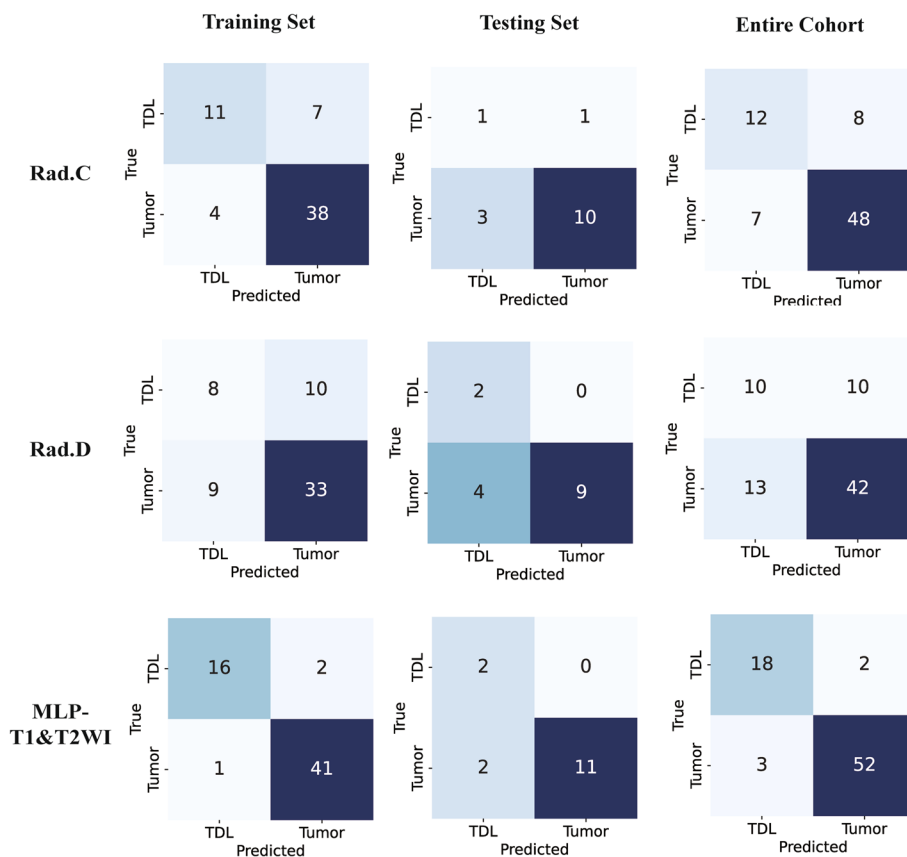 Training Set
Testing Set
Entire Cohort
Rad.C
True
TDL
11
7
Tumor
4
38
TDL
Tumor
Predicted
True
TDL
1
1
Tumor
3
10
TDL
Tumor
Predicted
True
TDL
12
8
Tumor
7
48
TDL
Tumor
Predicted
Rad.D
True
TDL
8
10
Tumor
9
33
TDL
Tumor
Predicted
True
TDL
2
0
Tumor
4
9
TDL
Tumor
Predicted
True
TDL
10
10
Tumor
13
42
TDL
Tumor
Predicted
MLP-
T1&T2WI
True
TDL
16
2
Tumor
1
41
TDL
Tumor
Predicted
True
TDL
2
0
Tumor
2
11
TDL
Tumor
Predicted
True
TDL
18
2
Tumor
3
52
TDL
Tumor
Predicted